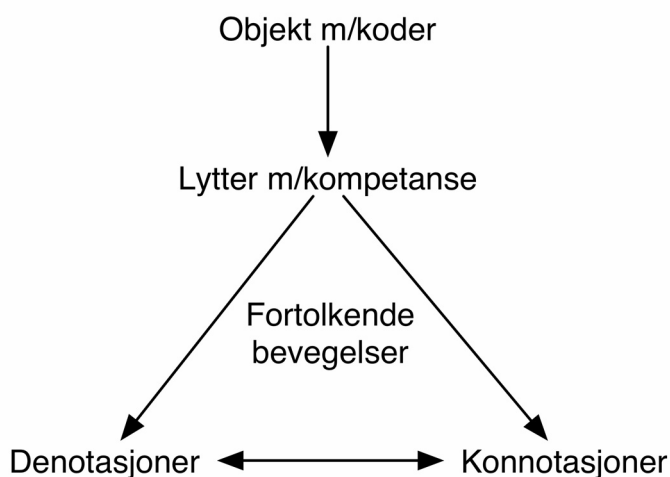 Objekt m/koder
Lytter m/kompetanse
Fortolkende
bevegelser
Denotasjoner
Konnotasjoner